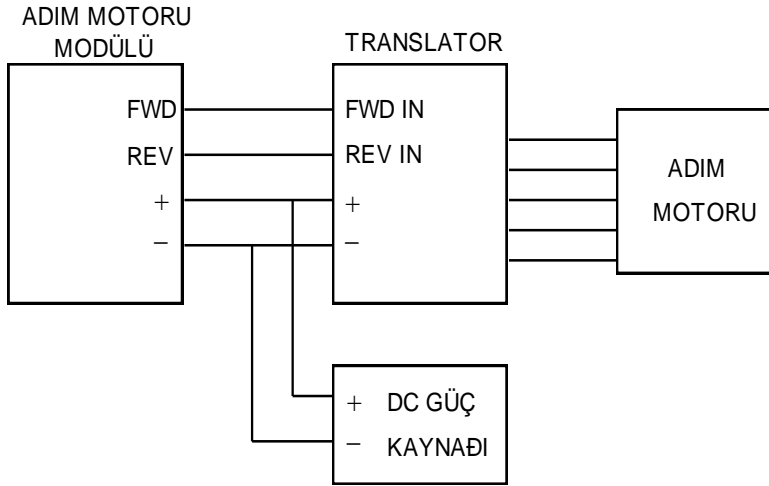 ADIM MOTORU
MODÜLÜ
TRANSLATOR
FWD
REV
+
−
FWD IN
REV IN
+
−
ADIM
MOTORU
+ DC GÜÇ
− KAYNAĐI